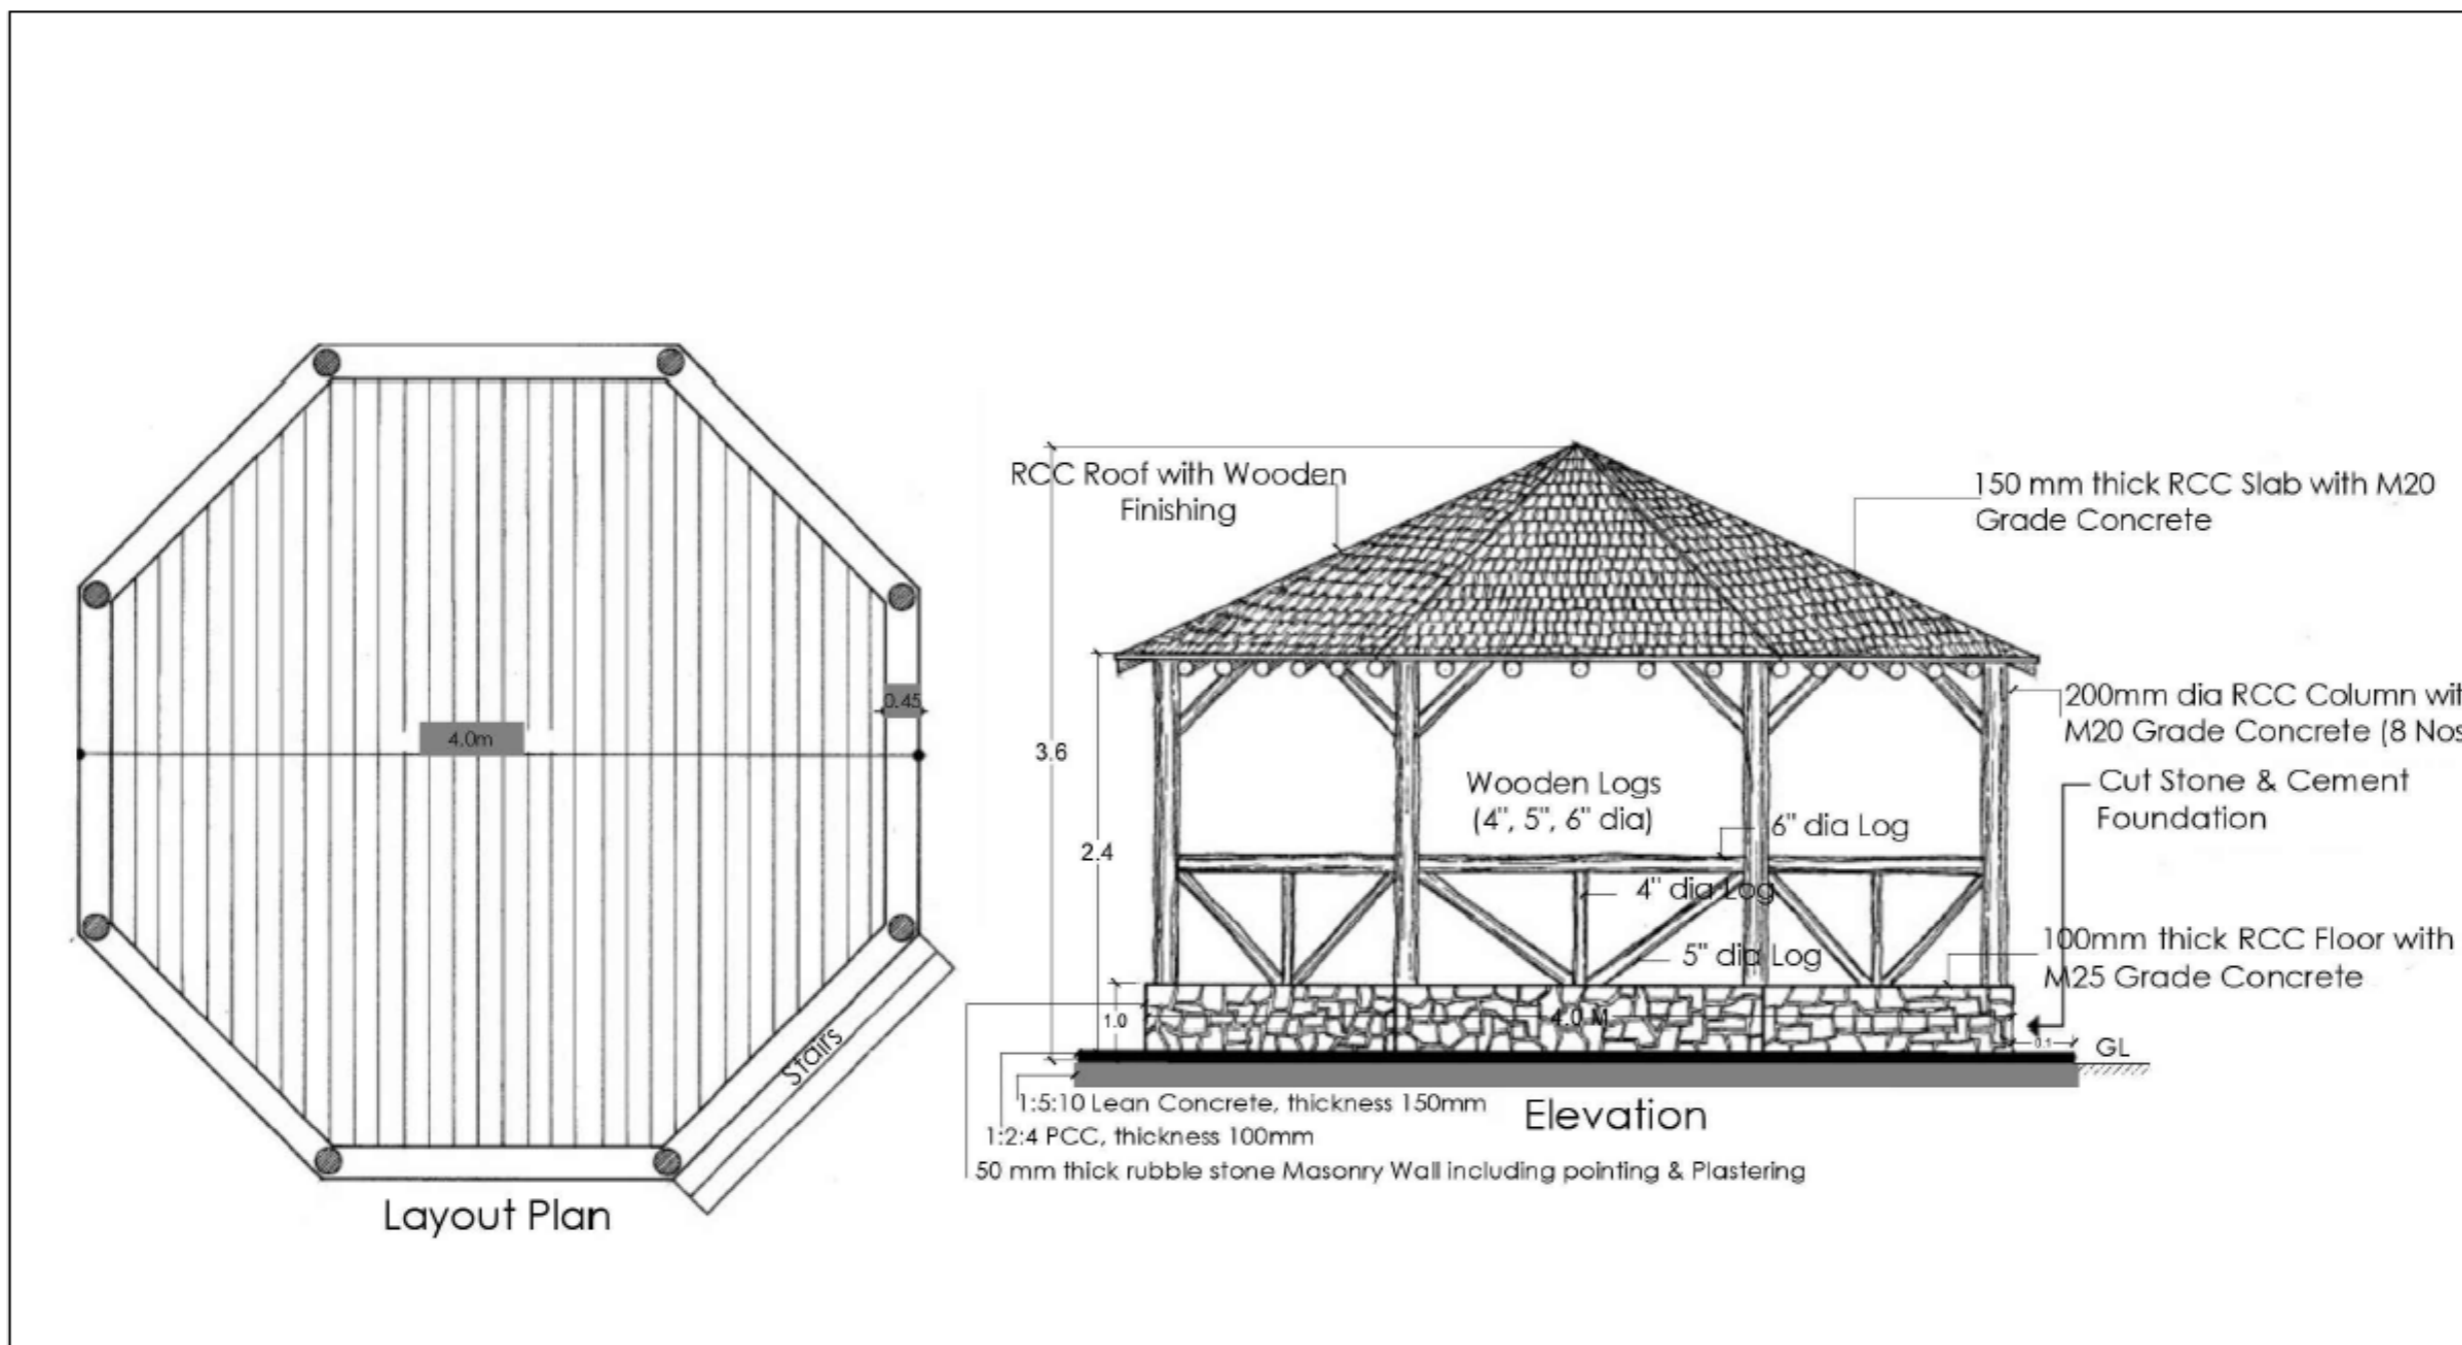 0.45
4.0m
Stairs
Layout Plan
RCC Roof with Wooden
Finishing
150 mm thick RCC Slab with M20
Grade Concrete
3.6
2.4
1.0
200mm dia RCC Column
M20 Grade Concrete (8
Wooden Logs
(4", 5", 6" dia)
Cut Stone & Cement
Foundation
6" dia Log
4" dia Log
5" dia Log
100mm thick RCC Floor with
M25 Grade Concrete
4.0 M
0.1
GL
1:5:10 Lean Concrete, thickness 150mm
Elevation
1:2:4 PCC, thickness 100mm
50 mm thick rubble stone Masonry Wall including pointing & Plastering